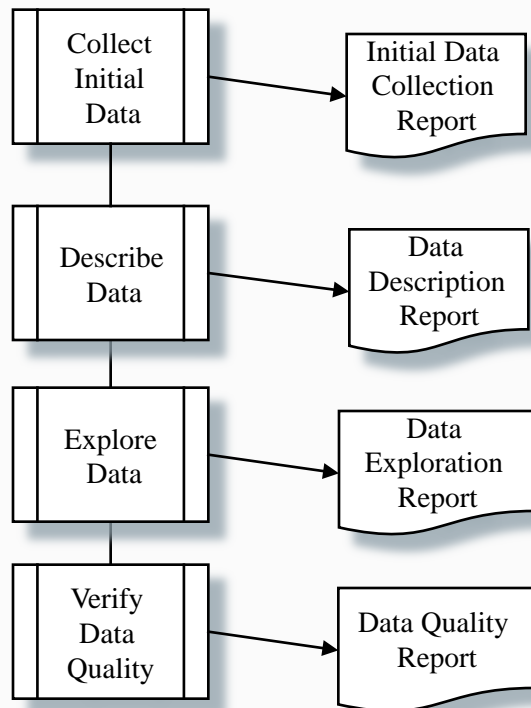 Collect
Initial
Data
Initial Data
Collection
Report
Describe
Data
Data
Description
Report
Explore
Data
Data
Exploration
Report
Verify
Data
Quality
Data Quality
Report